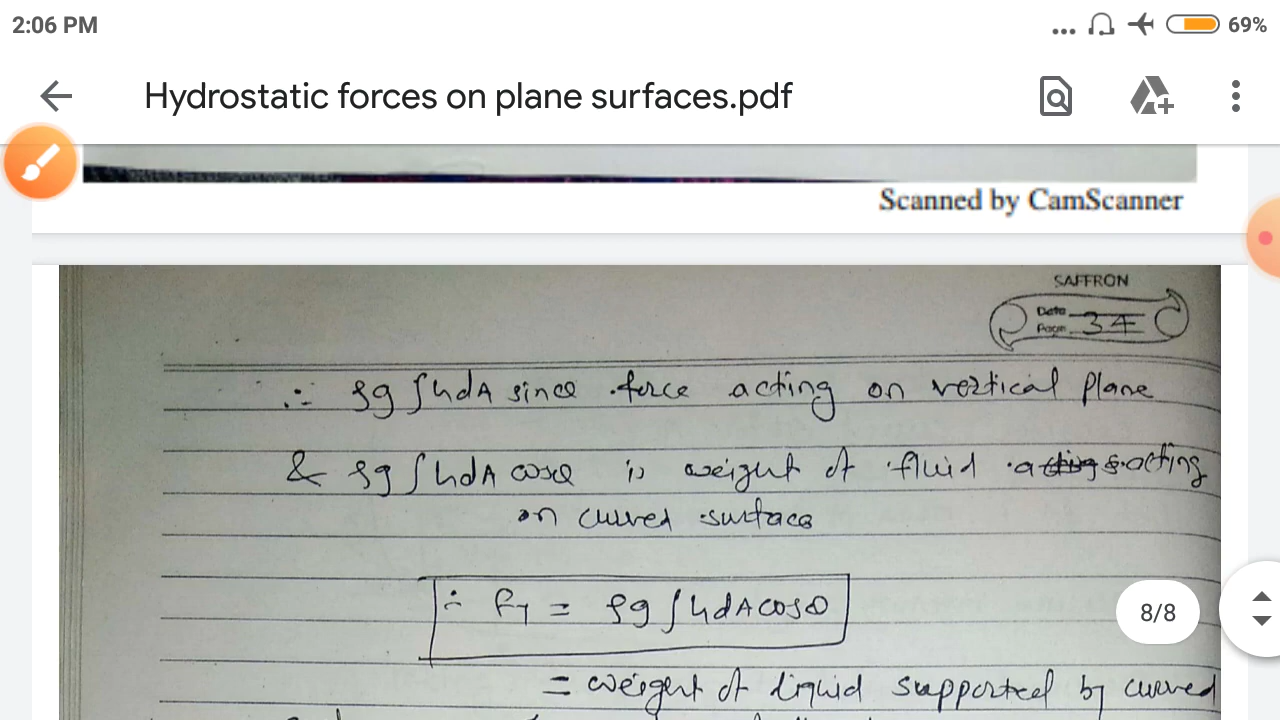 2:06 PM
69%
Hydrostatic forces on plane surfaces.pdf
Scanned by CamScanner
SAFFRON
Date
Page 34
∴ ρg ∫hdA sinθ force acting on vertical plane
& ρg ∫hdA cosθ is weight of fluid acting
on curved surface
∴ Fy = ρg ∫hdA cosθ
8/8
= weight of liquid supported by curved